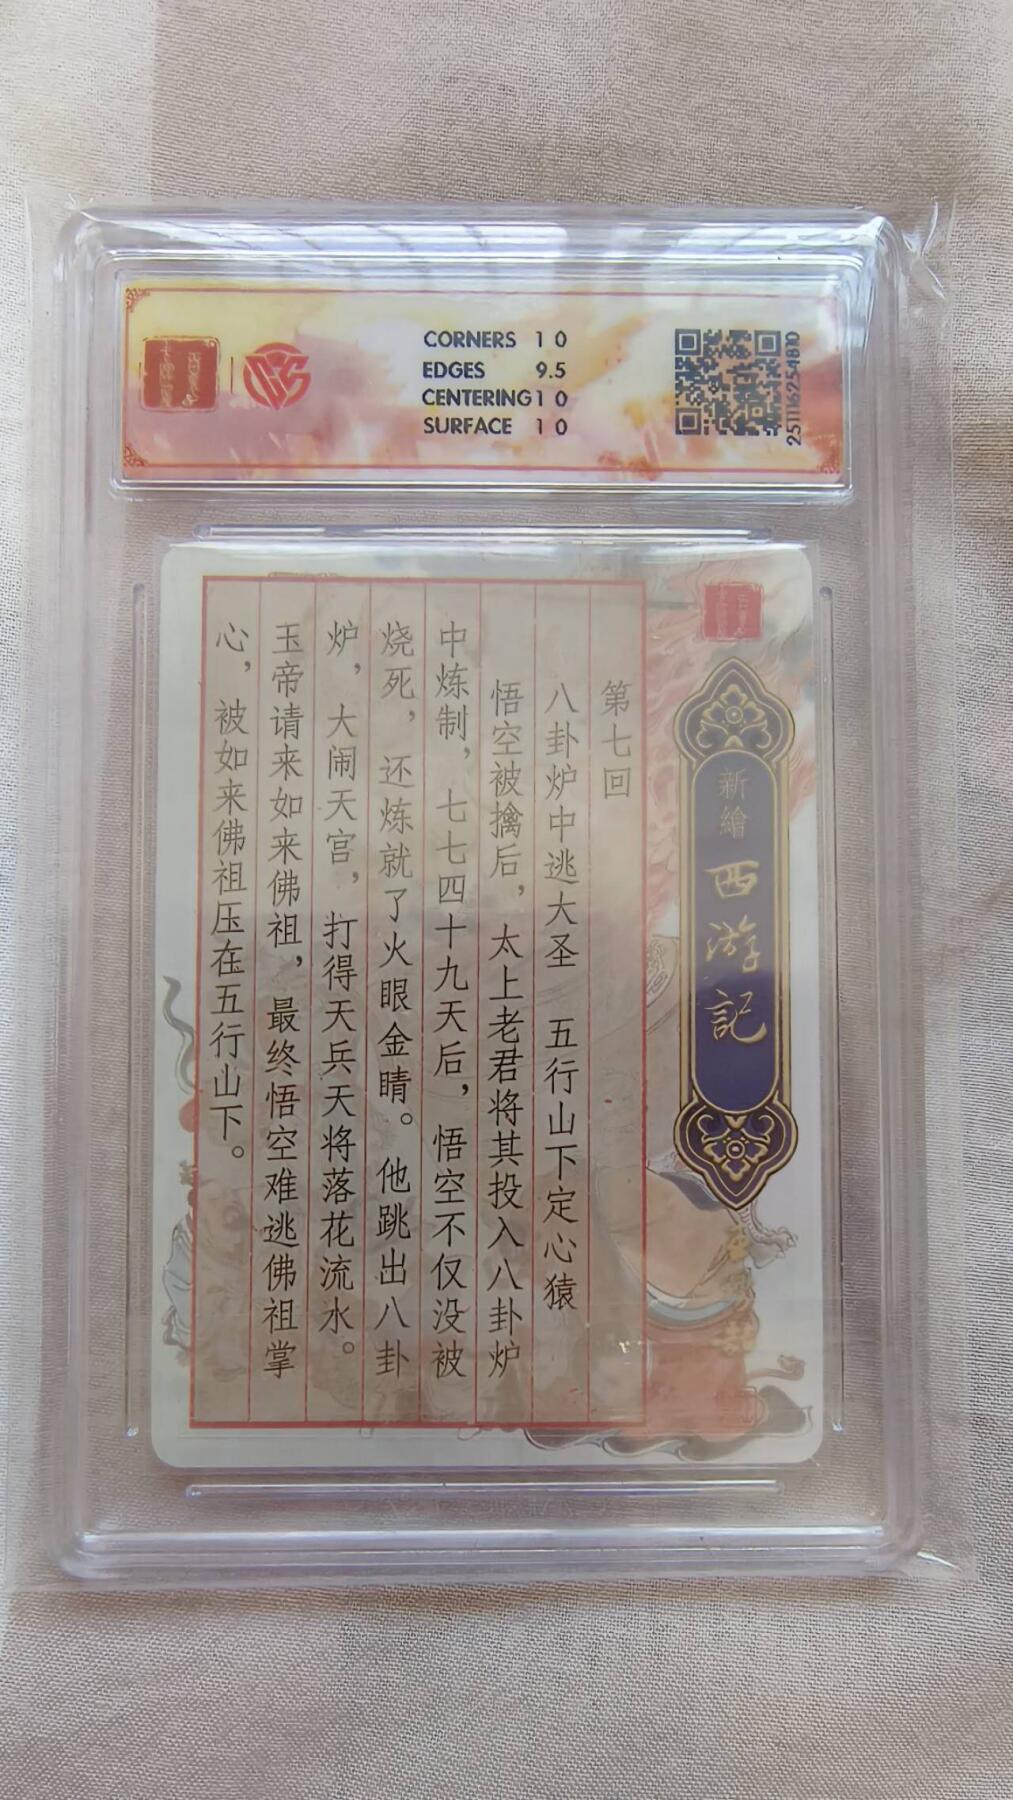 CORNERS 10
EDGES 9.5
CENTERING 10
SURFACE 10
251116254810
新繪
西游記
第七回
八卦炉中逃大圣 五行山下定心猿
悟空被擒后，太上老君将其投入八卦炉
中炼制，七七四十九天后，悟空不仅没被
烧死，还炼就了火眼金睛。他跳出八卦
炉，大闹天宫，打得天兵天将落花流水。
玉帝请来如来佛祖，最终悟空难逃佛祖掌
心，被如来佛祖压在五行山下。